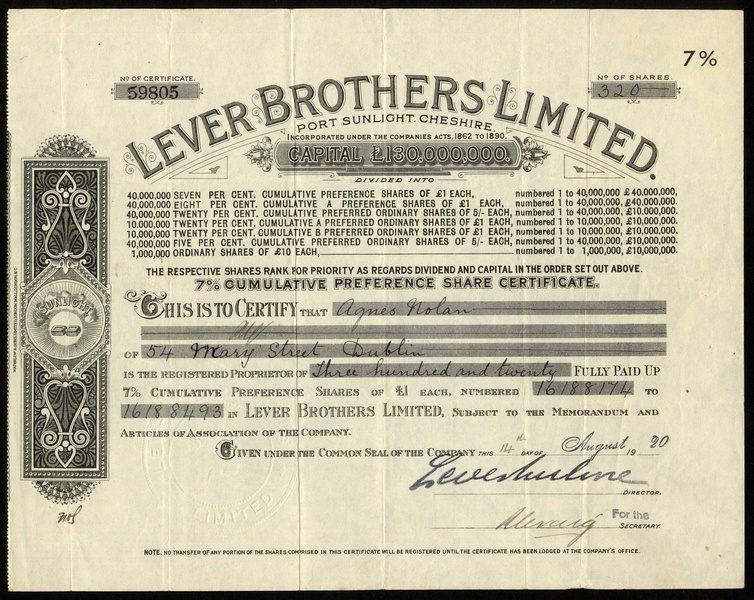 7%
Nº OF CERTIFICATE.
59805
Nº OF SHARES.
320
LEVER BROTHERS LIMITED.
PORT SUNLIGHT, CHESHIRE.
INCORPORATED UNDER THE COMPANIES ACTS. 1862 TO 1890.
CAPITAL £130,000,000.
DIVIDED INTO
40,000,000 SEVEN PER CENT. CUMULATIVE PREFERENCE SHARES OF £1 EACH, numbered 1 to 40,000,000, £40,000,000,
40,000,000 EIGHT PER CENT. CUMULATIVE A PREFERENCE SHARES OF £1 EACH, numbered 1 to 40,000,000, £40,000,000,
40,000,000 TWENTY PER CENT. CUMULATIVE PREFERRED ORDINARY SHARES OF 5/- EACH, numbered 1 to 40,000,000, £10,000,000,
10,000,000 TWENTY PER CENT. CUMULATIVE A PREFERRED ORDINARY SHARES OF £1 EACH, numbered 1 to 10,000,000, £10,000,000,
10,000,000 TWENTY PER CENT. CUMULATIVE B PREFERRED ORDINARY SHARES OF £1 EACH, numbered 1 to 10,000,000, £10,000,000,
40,000,000 FIVE PER CENT. CUMULATIVE PREFERRED ORDINARY SHARES OF 5/- EACH, numbered 1 to 40,000,000, £10,000,000,
1,000,000 ORDINARY SHARES OF £10 EACH, numbered 1 to 1,000,000, £10,000,000,
THE RESPECTIVE SHARES RANK FOR PRIORITY AS REGARDS DIVIDEND AND CAPITAL IN THE ORDER SET OUT ABOVE.
7% CUMULATIVE PREFERENCE SHARE CERTIFICATE.
THIS IS TO CERTIFY THAT Agnes Nolan
OF 54 Mary Street Dublin
IS THE REGISTERED PROPRIETOR OF Three hundred and twenty FULLY PAID UP
7% CUMULATIVE PREFERENCE SHARES OF £1 EACH, NUMBERED 16188174 TO
16188493 IN LEVER BROTHERS LIMITED, SUBJECT TO THE MEMORANDUM AND
ARTICLES OF ASSOCIATION OF THE COMPANY.
GIVEN UNDER THE COMMON SEAL OF THE COMPANY THIS 14th DAY OF August 1920
Leverhulme
DIRECTOR.
For the
SECRETARY.
SUNLIGHT
LIMITED
NOTE. NO TRANSFER OF ANY PORTION OF THE SHARES COMPRISED IN THIS CERTIFICATE WILL BE REGISTERED UNTIL THE CERTIFICATE HAS BEEN LODGED AT THE COMPANY'S OFFICE.